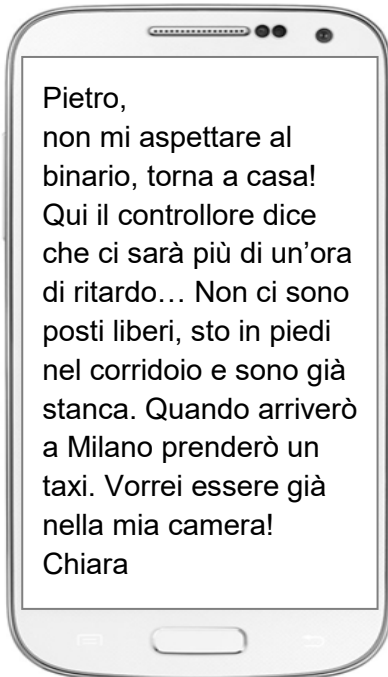 Pietro,
non mi aspettare al
binario, torna a casa!
Qui il controllore dice
che ci sarà più di un’ora
di ritardo… Non ci sono
posti liberi, sto in piedi
nel corridoio e sono già
stanca. Quando arriverò
a Milano prenderò un
taxi. Vorrei essere già
nella mia camera!
Chiara